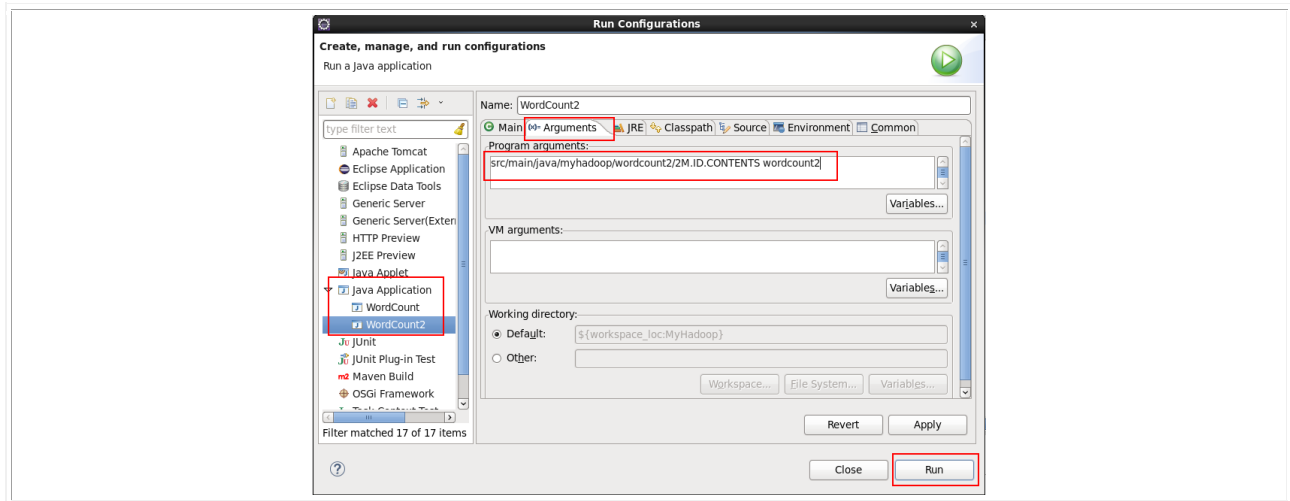 Run Configurations
Create, manage, and run configurations
Run a Java application
type filter text
Apache Tomcat
Eclipse Application
Eclipse Data Tools
Generic Server
Generic Server(Extern
HTTP Preview
J2EE Preview
Java Applet
Java Application
WordCount
WordCount2
JUnit
JUnit Plug-in Test
Maven Build
OSGi Framework
Task Context Test
Filter matched 17 of 17 items
Name: WordCount2
Main Arguments JRE Classpath Source Environment Common
Program arguments:
src/main/java/myhadoop/wordcount2/2M.ID.CONTENTS wordcount2
Variables...
VM arguments:
Variables...
Working directory:
Default: ${workspace_loc:MyHadoop}
Other:
Workspace... File System... Variables...
Revert Apply
Close Run